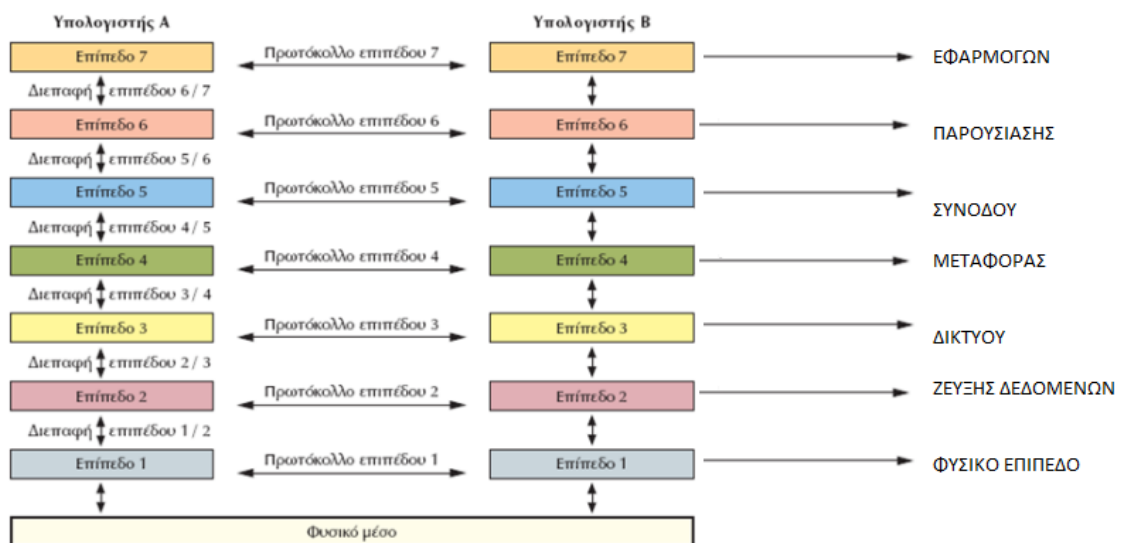 Υπολογιστής Α Υπολογιστής Β
Επίπεδο 7 Πρωτόκολλο επιπέδου 7 Επίπεδο 7 ΕΦΑΡΜΟΓΩΝ
Διεπαφή επιπέδου 6 / 7
Επίπεδο 6 Πρωτόκολλο επιπέδου 6 Επίπεδο 6 ΠΑΡΟΥΣΙΑΣΗΣ
Διεπαφή επιπέδου 5 / 6
Επίπεδο 5 Πρωτόκολλο επιπέδου 5 Επίπεδο 5 ΣΥΝΟΔΟΥ
Διεπαφή επιπέδου 4 / 5
Επίπεδο 4 Πρωτόκολλο επιπέδου 4 Επίπεδο 4 ΜΕΤΑΦΟΡΑΣ
Διεπαφή επιπέδου 3 / 4
Επίπεδο 3 Πρωτόκολλο επιπέδου 3 Επίπεδο 3 ΔΙΚΤΥΟΥ
Διεπαφή επιπέδου 2 / 3
Επίπεδο 2 Πρωτόκολλο επιπέδου 2 Επίπεδο 2 ΖΕΥΞΗΣ ΔΕΔΟΜΕΝΩΝ
Διεπαφή επιπέδου 1 / 2
Επίπεδο 1 Πρωτόκολλο επιπέδου 1 Επίπεδο 1 ΦΥΣΙΚΟ ΕΠΙΠΕΔΟ
Φυσικό μέσο